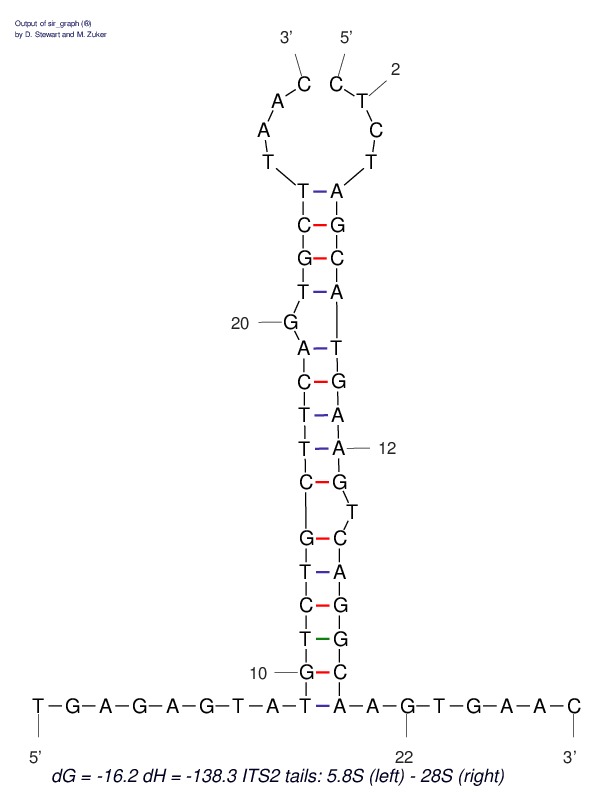 Output of sir_graph
by D. Stewart and M. Zuker
3' 5'
2
C C
A T
A C
T T
T A
C G
G C
T A
20 G
A T
C G
T A
T A 12
C G
T
G C
T A
C G
T G
10 G C
T G A G A G T A T A A G T G A A C
5' 22 3'
dG = -16.2 dH = -138.3 ITS2 tails: 5.8S (left) - 28S (right)